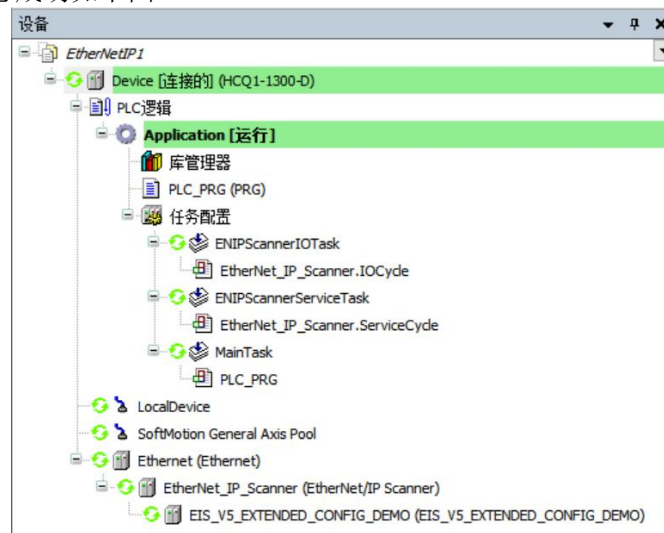 设备
EtherNetIP1
Device [连接的] (HCQ1-1300-D)
PLC逻辑
Application [运行]
库管理器
PLC_PRG (PRG)
任务配置
ENIPScannerIOTask
EtherNet_IP_Scanner.IOCycle
ENIPScannerServiceTask
EtherNet_IP_Scanner.ServiceCycle
MainTask
PLC_PRG
LocalDevice
SoftMotion General Axis Pool
Ethernet (Ethernet)
EtherNet_IP_Scanner (EtherNet/IP Scanner)
EIS_V5_EXTENDED_CONFIG_DEMO (EIS_V5_EXTENDED_CONFIG_DEMO)